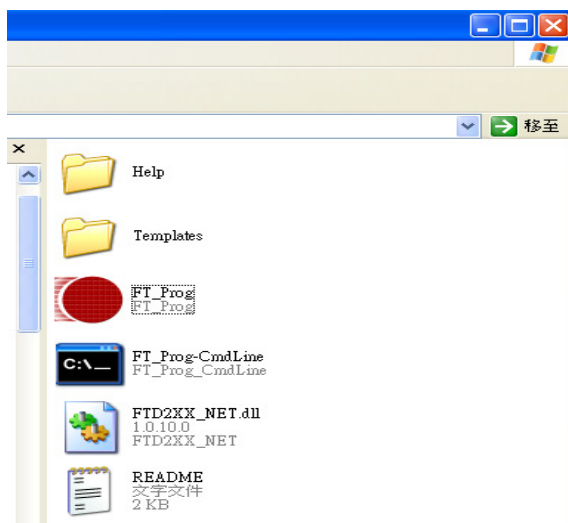 移至
Help
Templates
FT_Prog
FT_Prog
C:\_
FT_Prog-CmdLine
FT_Prog_CmdLine
FTD2XX_NET.dll
1.0.10.0
FTD2XX_NET
README
文字文件
2 KB